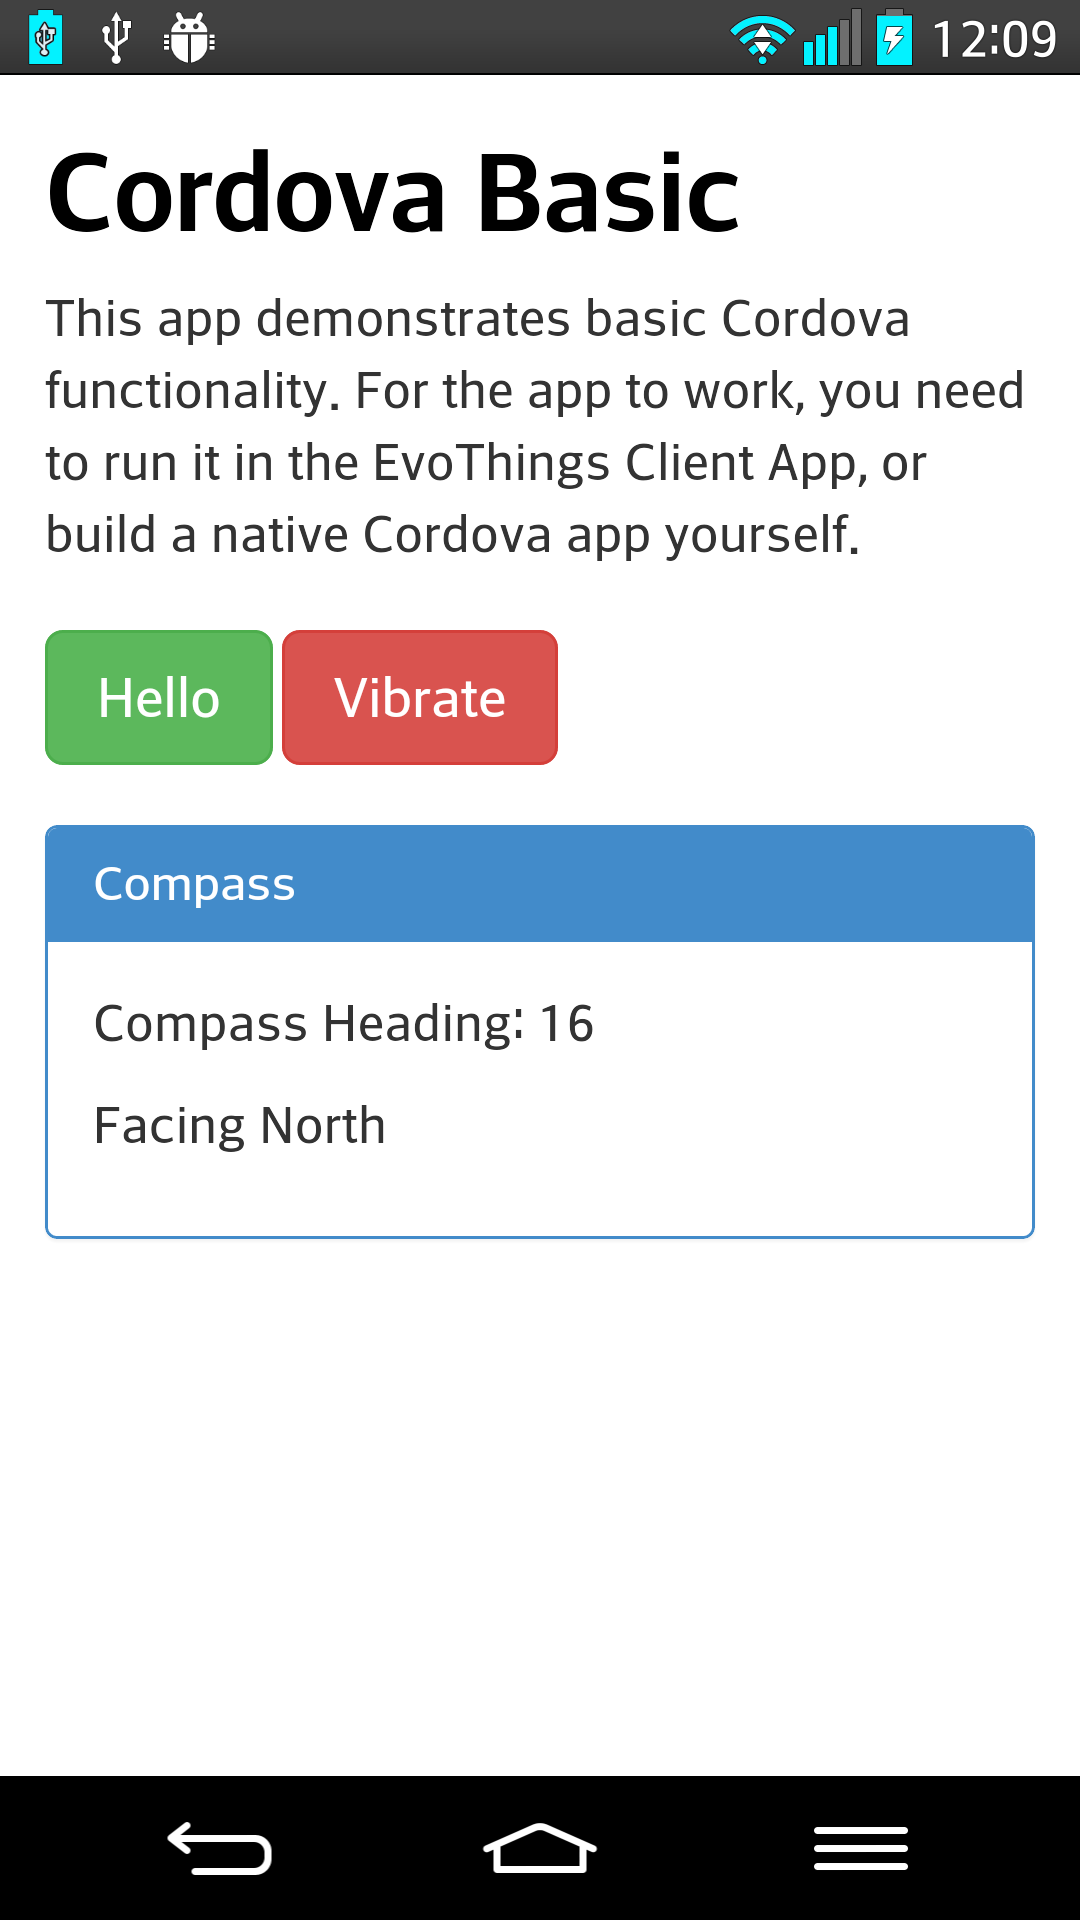 12:09
Cordova Basic
This app demonstrates basic Cordova
functionality. For the app to work, you need
to run it in the EvoThings Client App, or
build a native Cordova app yourself.
Hello Vibrate
Compass
Compass Heading: 16
Facing North